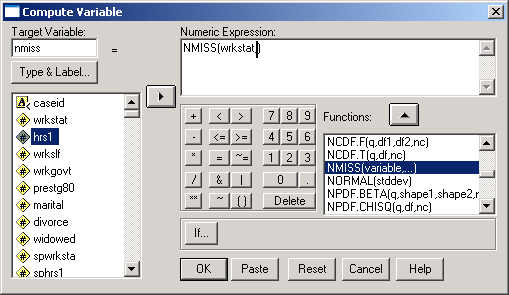 Compute Variable
Target Variable:
nmiss
=
Numeric Expression:
NMISS(wrkstat,)
Type & Label...
caseid
wrkstat
hrs1
wrkslf
wrkgovt
prestg80
marital
divorce
widowed
spwrksta
sphrs1
+ < > 7 8 9
- <= >= 4 5 6
* = ~= 1 2 3
/ & | 0 .
** ~ ( ) Delete
Functions:
NCDF.F(q,df1,df2,nc)
NCDF.T(q,df,nc)
NMISS(variable,...)
NORMAL(stddev)
NPDF.BETA(q,shape1,shape2,n
NPDF.CHISQ(q,df,nc)
If...
OK
Paste
Reset
Cancel
Help